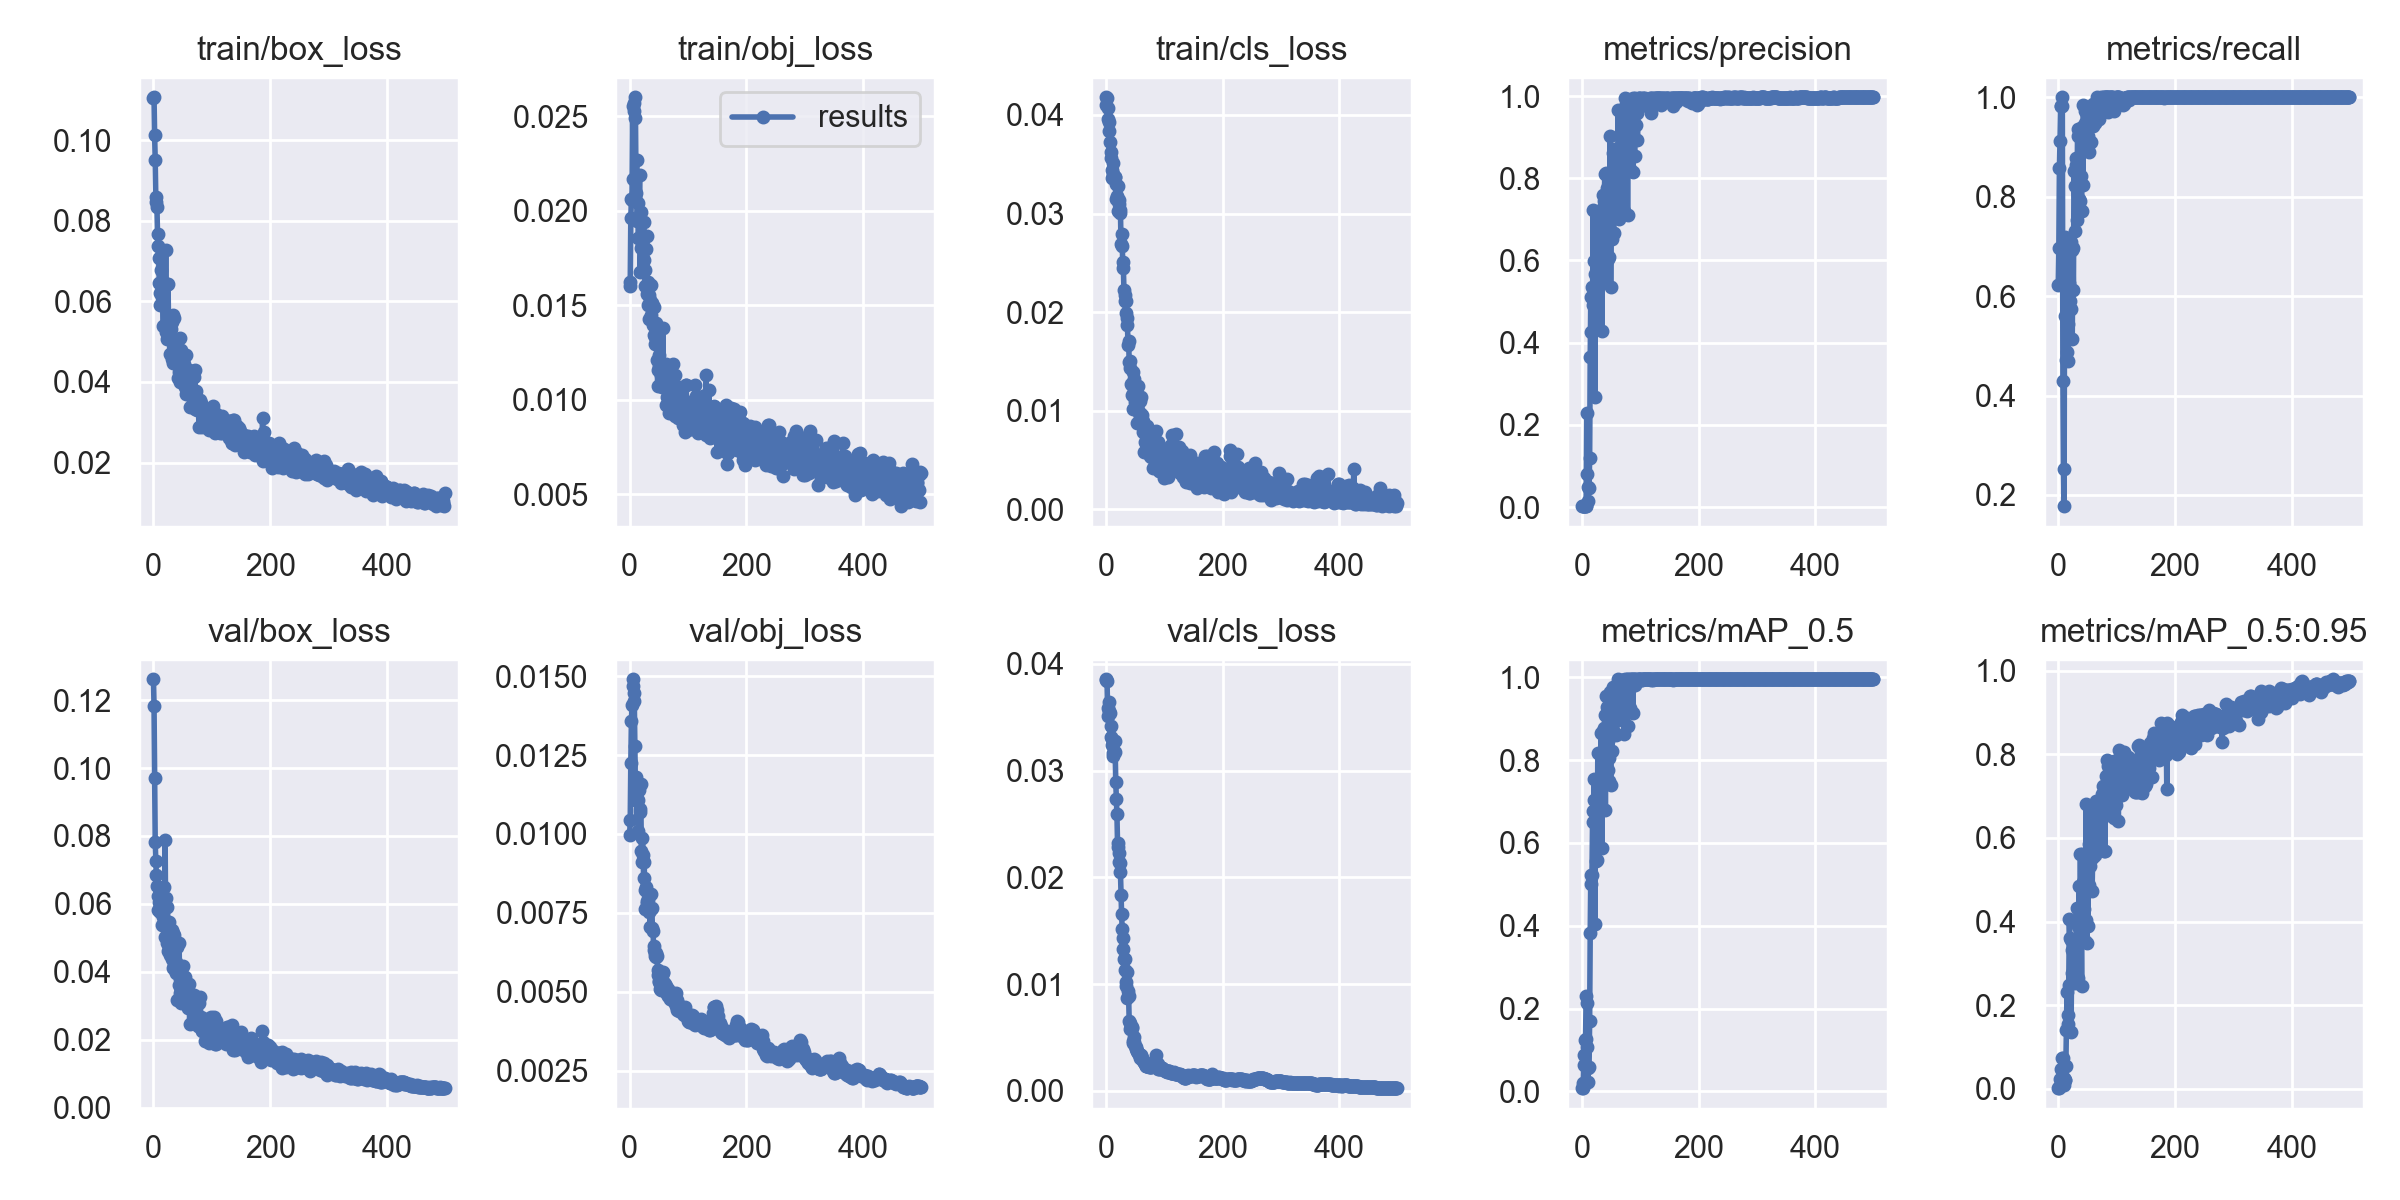 train/box_loss
0.10
0.08
0.06
0.04
0.02
0 200 400
train/obj_loss
results
0.025
0.020
0.015
0.010
0.005
0 200 400
train/cls_loss
0.04
0.03
0.02
0.01
0.00
0 200 400
metrics/precision
1.0
0.8
0.6
0.4
0.2
0.0
0 200 400
metrics/recall
1.0
0.8
0.6
0.4
0.2
0 200 400
val/box_loss
0.12
0.10
0.08
0.06
0.04
0.02
0.00
0 200 400
val/obj_loss
0.0150
0.0125
0.0100
0.0075
0.0050
0.0025
0 200 400
val/cls_loss
0.04
0.03
0.02
0.01
0.00
0 200 400
metrics/mAP_0.5
1.0
0.8
0.6
0.4
0.2
0.0
0 200 400
metrics/mAP_0.5:0.95
1.0
0.8
0.6
0.4
0.2
0.0
0 200 400